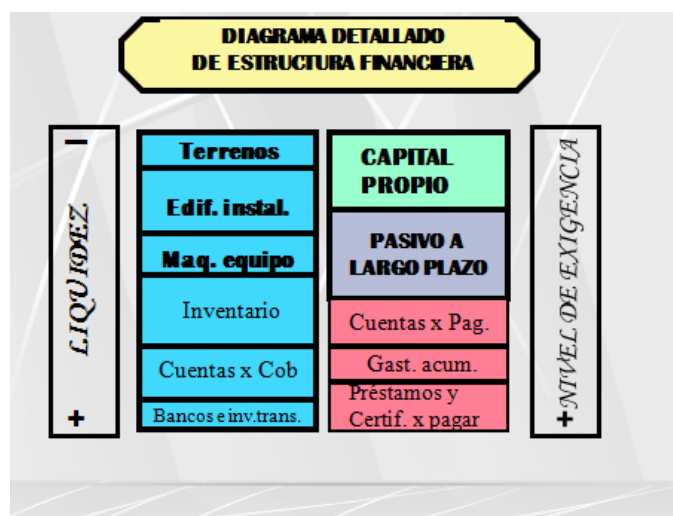 DIAGRAMA DETALLADO
DE ESTRUCTURA FINANCIERA
–
LIQUIDEZ
+
Terrenos
Edif. instal.
Maq. equipo
Inventario
Cuentas x Cob
Bancos e inv.trans.
CAPITAL
PROPIO
PASIVO A
LARGO PLAZO
Cuentas x Pag.
Gast. acum.
Préstamos y
Certif. x pagar
+NIVEL DE EXIGENCIA